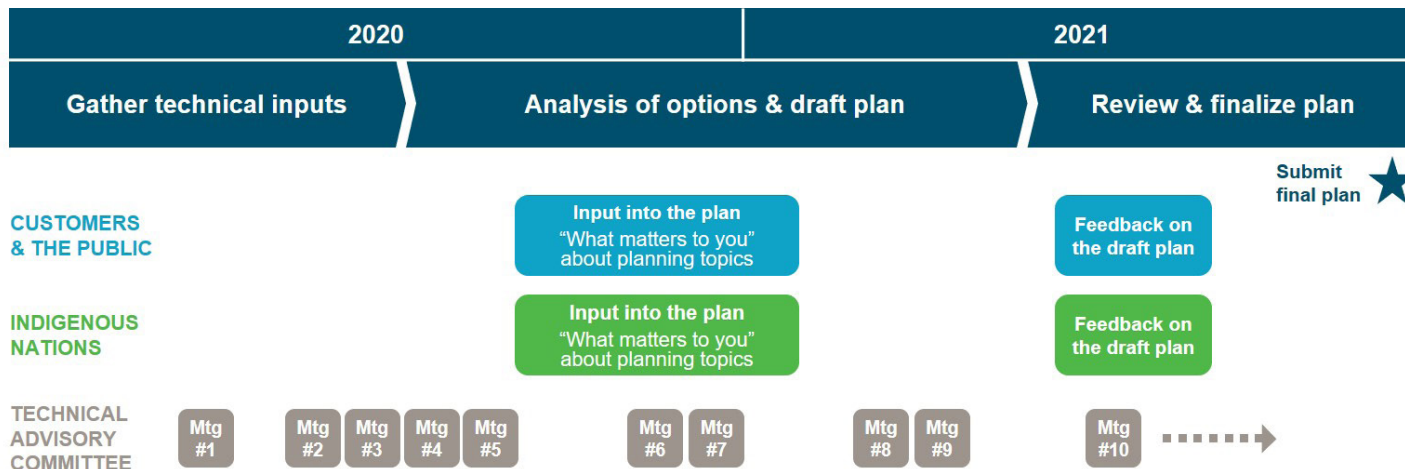 2020
2021
Gather technical inputs
Analysis of options & draft plan
Review & finalize plan
Submit
final plan
CUSTOMERS
& THE PUBLIC
Input into the plan
“What matters to you”
about planning topics
Feedback on
the draft plan
INDIGENOUS
NATIONS
Input into the plan
“What matters to you”
about planning topics
Feedback on
the draft plan
TECHNICAL
ADVISORY
COMMITTEE
Mtg
#1
Mtg
#2
Mtg
#3
Mtg
#4
Mtg
#5
Mtg
#6
Mtg
#7
Mtg
#8
Mtg
#9
Mtg
#10